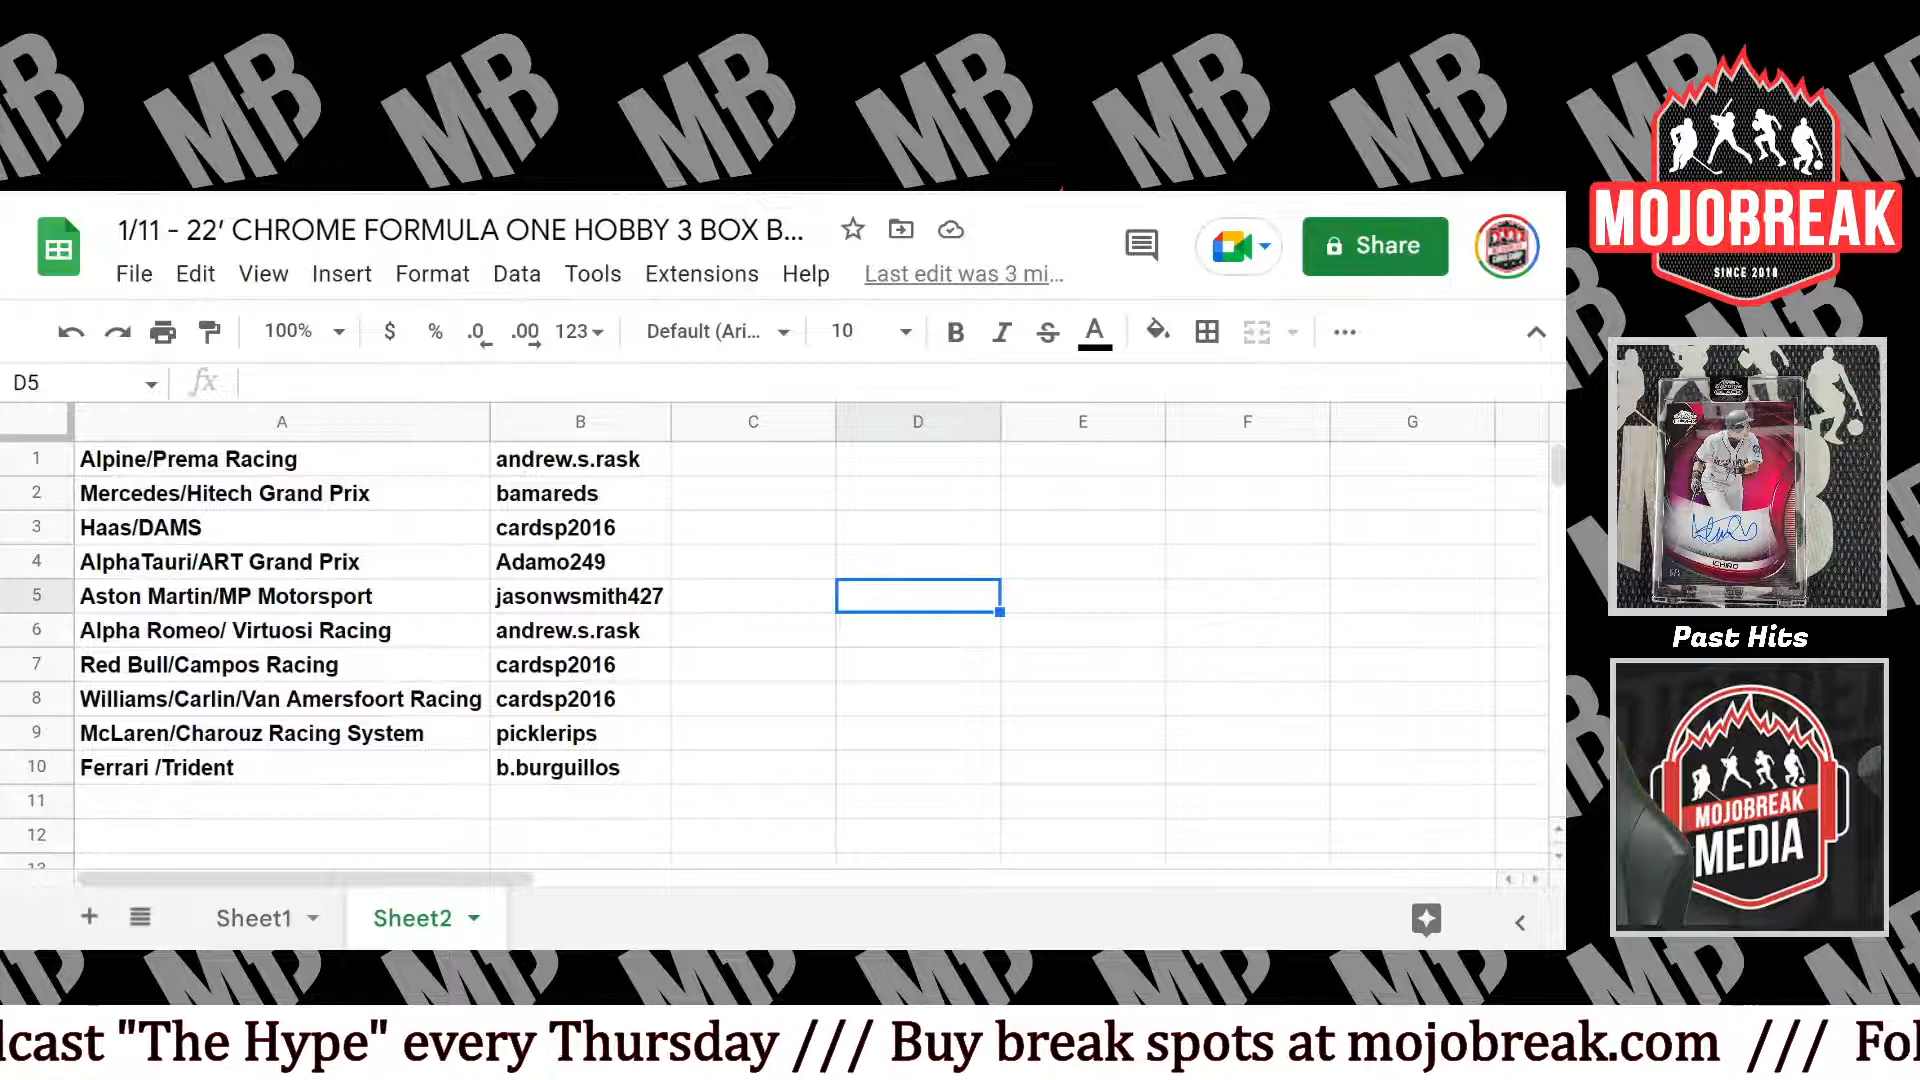 1/11 - 22′ CHROME FORMULA ONE HOBBY 3 BOX B...
File Edit View Insert Format Data Tools Extensions Help Last edit was 3 mi...
Share
100% $ % .0 .00 123 Default (Ari... 10 B I S A
D5 fx
A B C D E F G
1 Alpine/Prema Racing andrew.s.rask
2 Mercedes/Hitech Grand Prix bamareds
3 Haas/DAMS cardsp2016
4 AlphaTauri/ART Grand Prix Adamo249
5 Aston Martin/MP Motorsport jasonwsmith427
6 Alpha Romeo/ Virtuosi Racing andrew.s.rask
7 Red Bull/Campos Racing cardsp2016
8 Williams/Carlin/Van Amersfoort Racing cardsp2016
9 McLaren/Charouz Racing System picklerips
10 Ferrari /Trident b.burguillos
11
12
13
Sheet1 Sheet2
MOJOBREAK
SINCE 2010
ICHIRO
Past Hits
MOJOBREAK
MEDIA
dcast "The Hype" every Thursday /// Buy break spots at mojobreak.com /// Fol